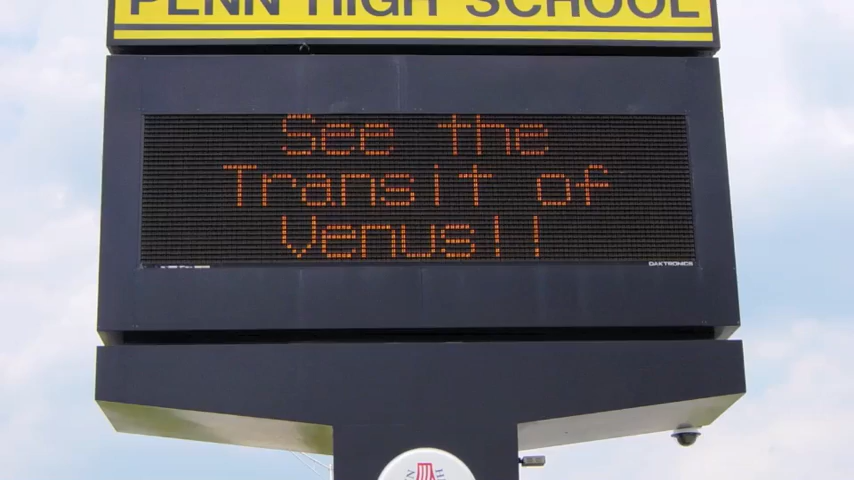 PENN HIGH SCHOOL
See the
Transit of
Venus!!
DAKTRONICS